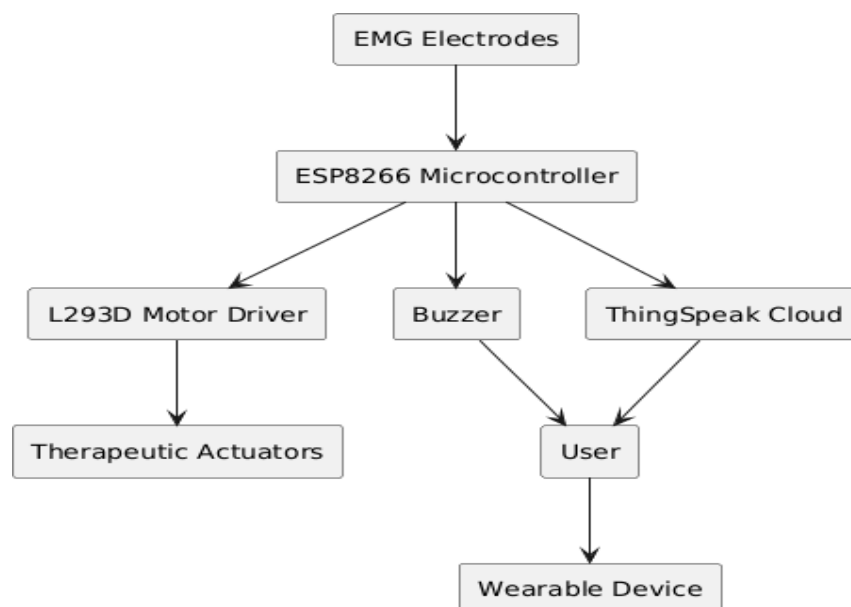 EMG Electrodes
ESP8266 Microcontroller
L293D Motor Driver
Buzzer
ThingSpeak Cloud
Therapeutic Actuators
User
Wearable Device